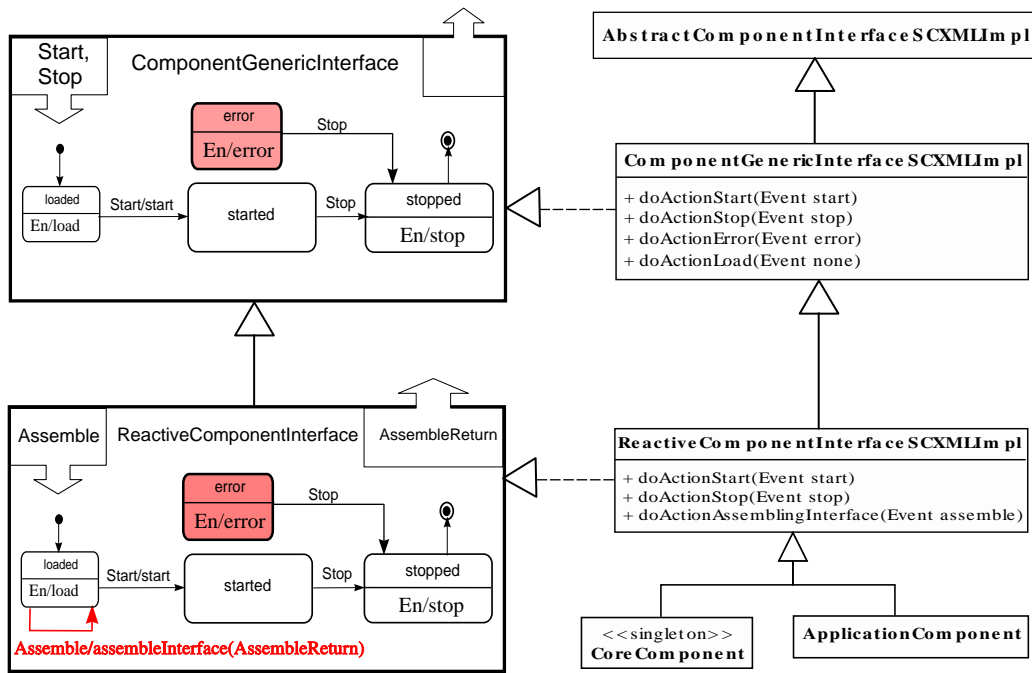 Start,
Stop
ComponentGenericInterface
error
En/error
Stop
loaded
En/load
Start/start
started
Stop
stopped
En/stop
AbstractComponentInterfaceSCXMLImpl
ComponentGenericInterfaceSCXMLImpl
+ doActionStart(Event start)
+ doActionStop(Event stop)
+ doActionError(Event error)
+ doActionLoad(Event none)
Assemble
ReactiveComponentInterface
AssembleReturn
error
En/error
Stop
loaded
En/load
Start/start
started
Stop
stopped
En/stop
Assemble/assembleInterface(AssembleReturn)
ReactiveComponentInterfaceSCXMLImpl
+ doActionStart(Event start)
+doActionStop(Event stop)
+ doActionAssemblingInterface(Event assemble)
<<singleton>>
CoreComponent
ApplicationComponent